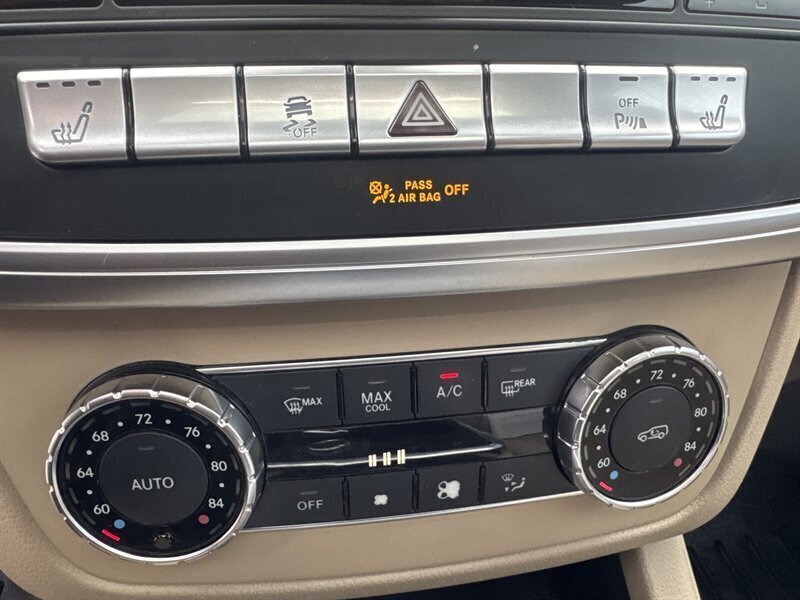 OFF
OFF
P
PASS
2 AIR BAG OFF
MAX
MAX
COOL
A/C
REAR
60 64 68 72 76 80 84
AUTO
60 64 68 72 76 80 84
OFF